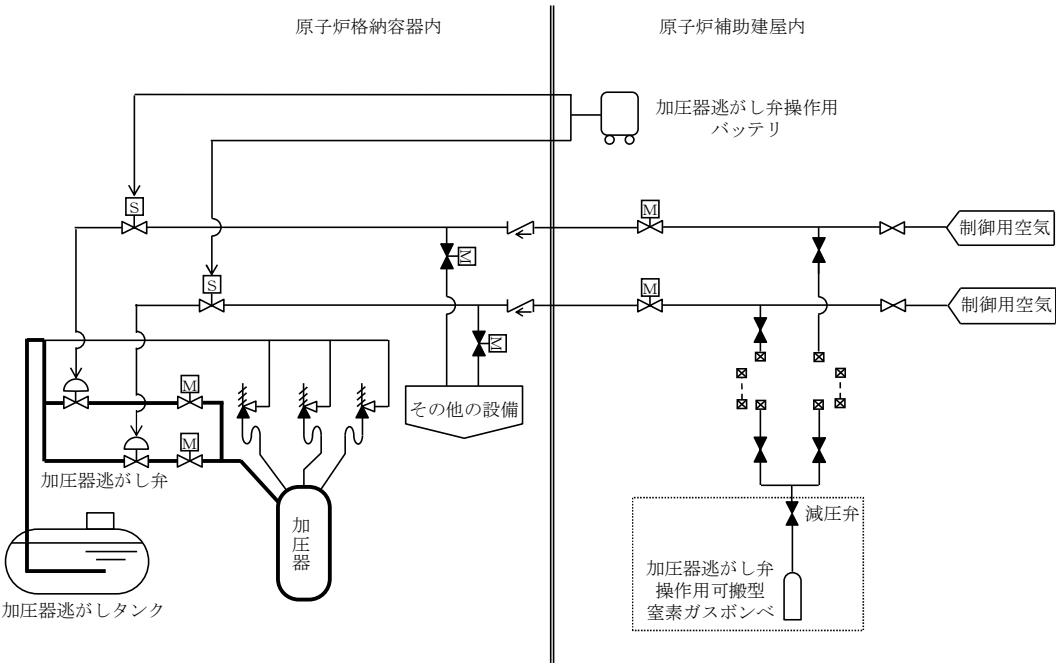 原子炉格納容器内
原子炉補助建屋内
加圧器逃がし弁操作用
バッテリ
S
M
制御用空気
M
S
M
制御用空気
M
M
その他の設備
M
加圧器逃がし弁
加圧器
減圧弁
加圧器逃がし弁
操作用可搬型
窒素ガスボンベ
加圧器逃がしタンク